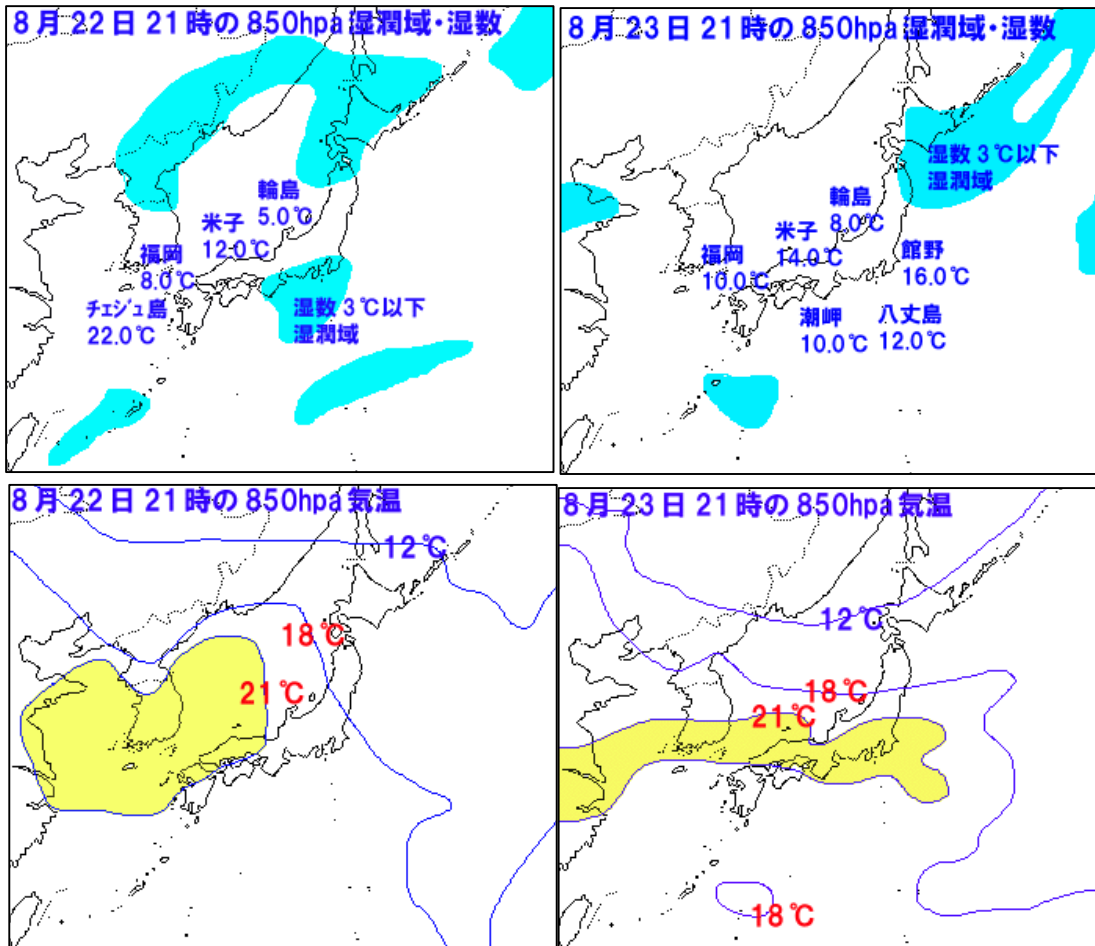 8月22日21時の850hpa湿潤域・湿数
輪島
5.0℃
米子
12.0℃
福岡
8.0℃
チェジュ島
22.0℃
湿数3℃以下
湿潤域
8月23日21時の850hpa湿潤域・湿数
湿数3℃以下
湿潤域
輪島
8.0℃
米子
14.0℃
福岡
10.0℃
館野
16.0℃
潮岬
10.0℃
八丈島
12.0℃
8月22日21時の850hpa気温
12℃
18℃
21℃
8月23日21時の850hpa気温
12℃
18℃
21℃
18℃